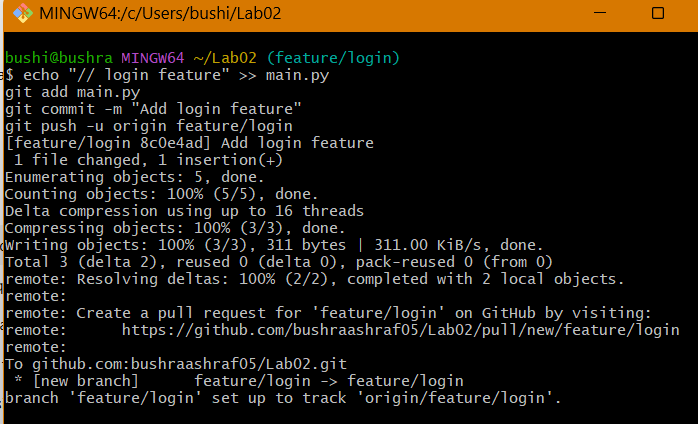 MINGW64:/c/Users/bushi/Lab02
bushi@bushra MINGW64 ~/Lab02 (feature/login)
$ echo "// login feature" >> main.py
git add main.py
git commit -m "Add login feature"
git push -u origin feature/login
[feature/login 8c0e4ad] Add login feature
 1 file changed, 1 insertion(+)
Enumerating objects: 5, done.
Counting objects: 100% (5/5), done.
Delta compression using up to 16 threads
Compressing objects: 100% (3/3), done.
Writing objects: 100% (3/3), 311 bytes | 311.00 KiB/s, done.
Total 3 (delta 2), reused 0 (delta 0), pack-reused 0 (from 0)
remote: Resolving deltas: 100% (2/2), completed with 2 local objects.
remote:
remote: Create a pull request for 'feature/login' on GitHub by visiting:
remote:      https://github.com/bushraashraf05/Lab02/pull/new/feature/login
remote:
To github.com:bushraashraf05/Lab02.git
 * [new branch]      feature/login -> feature/login
branch 'feature/login' set up to track 'origin/feature/login'.